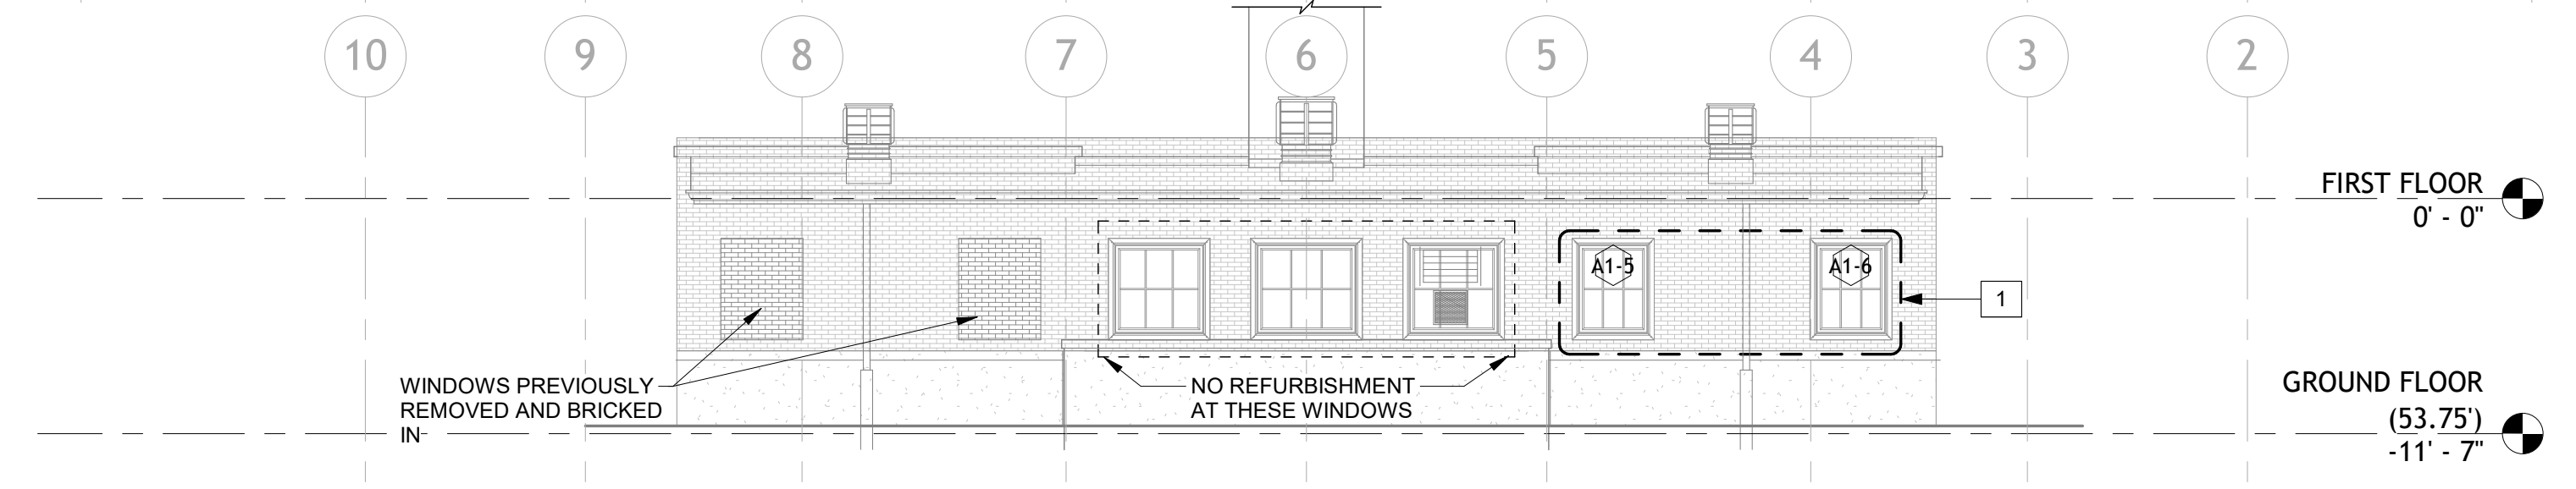 10 9 8 7 6 5 4 3 2
FIRST FLOOR
0' - 0"
A1-5 A1-6
1
WINDOWS PREVIOUSLY
REMOVED AND BRICKED
IN
NO REFURBISHMENT
AT THESE WINDOWS
GROUND FLOOR
(53.75')
-11' - 7"